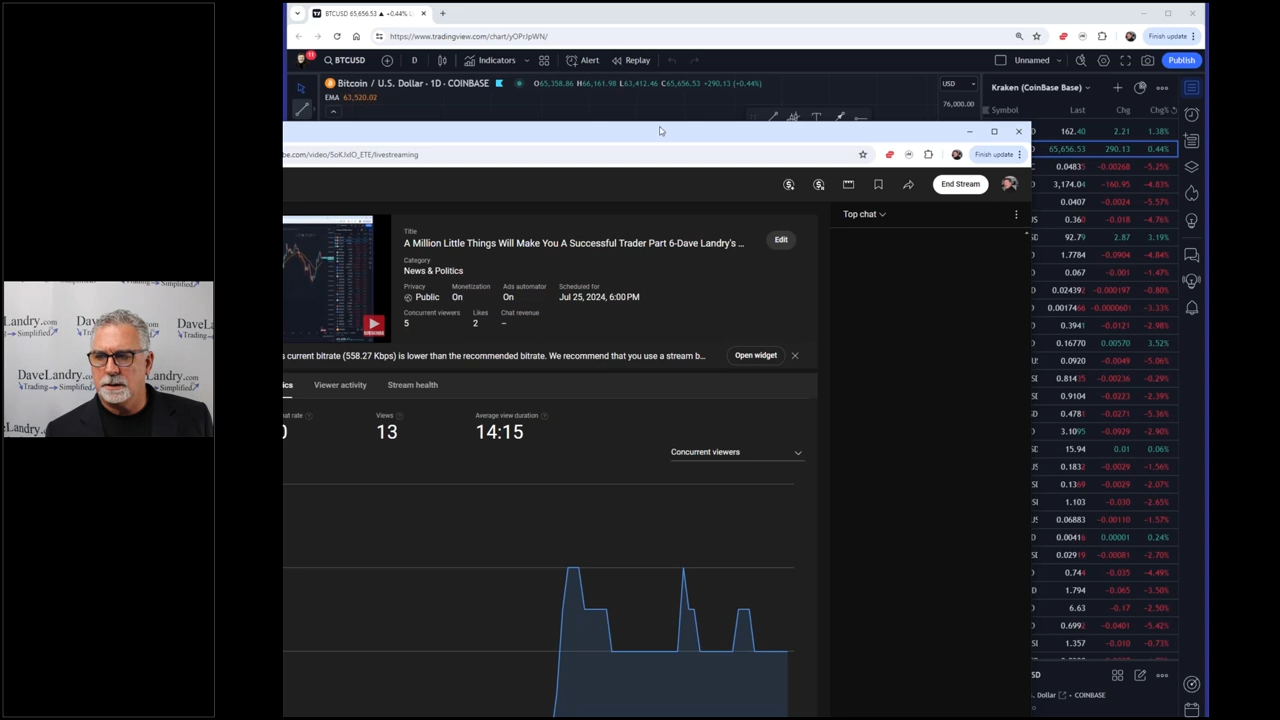 BTCUSD 65,656.53 ▲ +0.44% U
https://www.tradingview.com/chart/yOPrJpWN/
Finish update
11
BTCUSD
D
Indicators
Alert
Replay
Unnamed
Publish
Bitcoin / U.S. Dollar · 1D · COINBASE
O65,358.86 H66,161.98 L63,412.46 C65,656.53 +290.13 (+0.44%)
USD
EMA 63,520.02
76,000.00
Kraken (CoinBase Base)
Symbol Last Chg Chg%
162.40 2.21 1.38%
65,656.53 290.13 0.44%
0.04835 -0.00268 -5.25%
3,174.04 -160.95 -4.83%
0.0407 -0.0024 -5.57%
0.360 -0.018 -4.76%
92.79 2.87 3.19%
1.7784 -0.0904 -4.84%
0.067 -0.001 -1.47%
0.024392 -0.000197 -0.80%
0.0017466 -0.0000601 -3.33%
0.3941 -0.0121 -2.98%
0.16770 0.00570 3.52%
0.0920 -0.0049 -5.06%
0.81435 -0.00236 -0.29%
0.9104 -0.0223 -2.39%
0.4781 -0.0271 -5.36%
3.1095 -0.0929 -2.90%
15.94 0.01 0.06%
0.1832 -0.0029 -1.56%
0.1369 -0.0029 -2.07%
1.103 -0.030 -2.65%
0.06883 -0.00110 -1.57%
0.00416 0.00001 0.24%
0.02919 -0.00081 -2.70%
0.744 -0.035 -4.49%
1.794 -0.065 -3.50%
6.63 -0.17 -2.50%
0.6992 -0.0401 -5.42%
1.357 -0.010 -0.73%
SD
. Dollar
COINBASE
be.com/video/5oKJxIO_ETE/livestreaming
Finish update
End Stream
Top chat
Title
A Million Little Things Will Make You A Successful Trader Part 6-Dave Landry's ...
Edit
Category
News & Politics
Privacy Monetization Ads automator Scheduled for
Public On On Jul 25, 2024, 6:00 PM
Concurrent viewers Likes Chat revenue
5 2 –
SUBSCRIBE
s current bitrate (558.27 Kbps) is lower than the recommended bitrate. We recommend that you use a stream b...
Open widget
tics Viewer activity Stream health
hat rate Views Average view duration
0 13 14:15
Concurrent viewers
DaveLandry.com
Trading Simplified